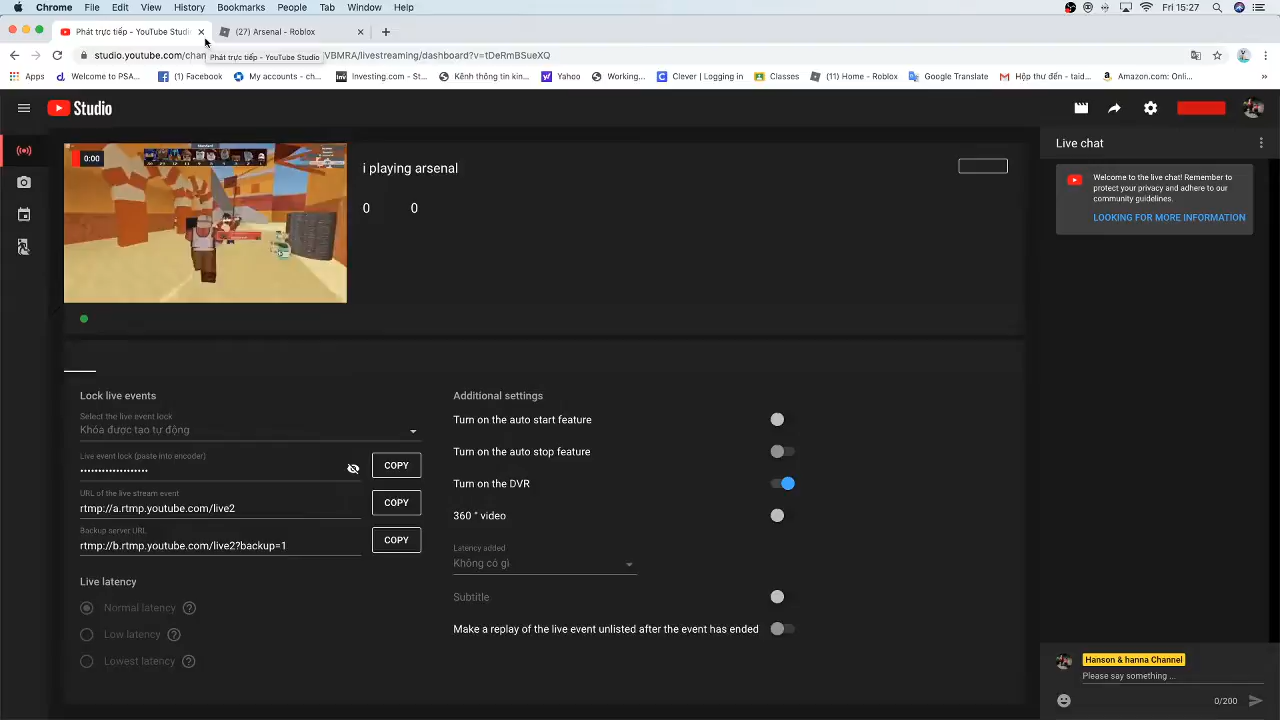 Chrome File Edit View History Bookmarks People Tab Window Help Fri 15:27
Phát trực tiếp - YouTube Studi (27) Arsenal - Roblox
studio.youtube.com/chan VBMRA/livestreaming/dashboard?v=tDeRmBSueXQ
Phát trực tiếp - YouTube Studio
Apps Welcome to PSA... (1) Facebook My accounts - ch... Investing.com - St... Kênh thông tin kin... Yahoo Working... Clever | Logging in Classes (11) Home - Roblox Google Translate Hộp thư đến - taid... Amazon.com: Onli... »
Studio
0:00
i playing arsenal
0 0
Live chat
Welcome to the live chat! Remember to
protect your privacy and adhere to our
community guidelines.
LOOKING FOR MORE INFORMATION
Lock live events
Select the live event lock
Khóa được tạo tự động
Live event lock (paste into encoder)
•••••••••••••••••••
COPY
URL of the live stream event
rtmp://a.rtmp.youtube.com/live2
COPY
Backup server URL
rtmp://b.rtmp.youtube.com/live2?backup=1
COPY
Live latency
Normal latency
Low latency
Lowest latency
Additional settings
Turn on the auto start feature
Turn on the auto stop feature
Turn on the DVR
360 ° video
Latency added
Không có gì
Subtitle
Make a replay of the live event unlisted after the event has ended
Hanson & hanna Channel
Please say something ...
0/200